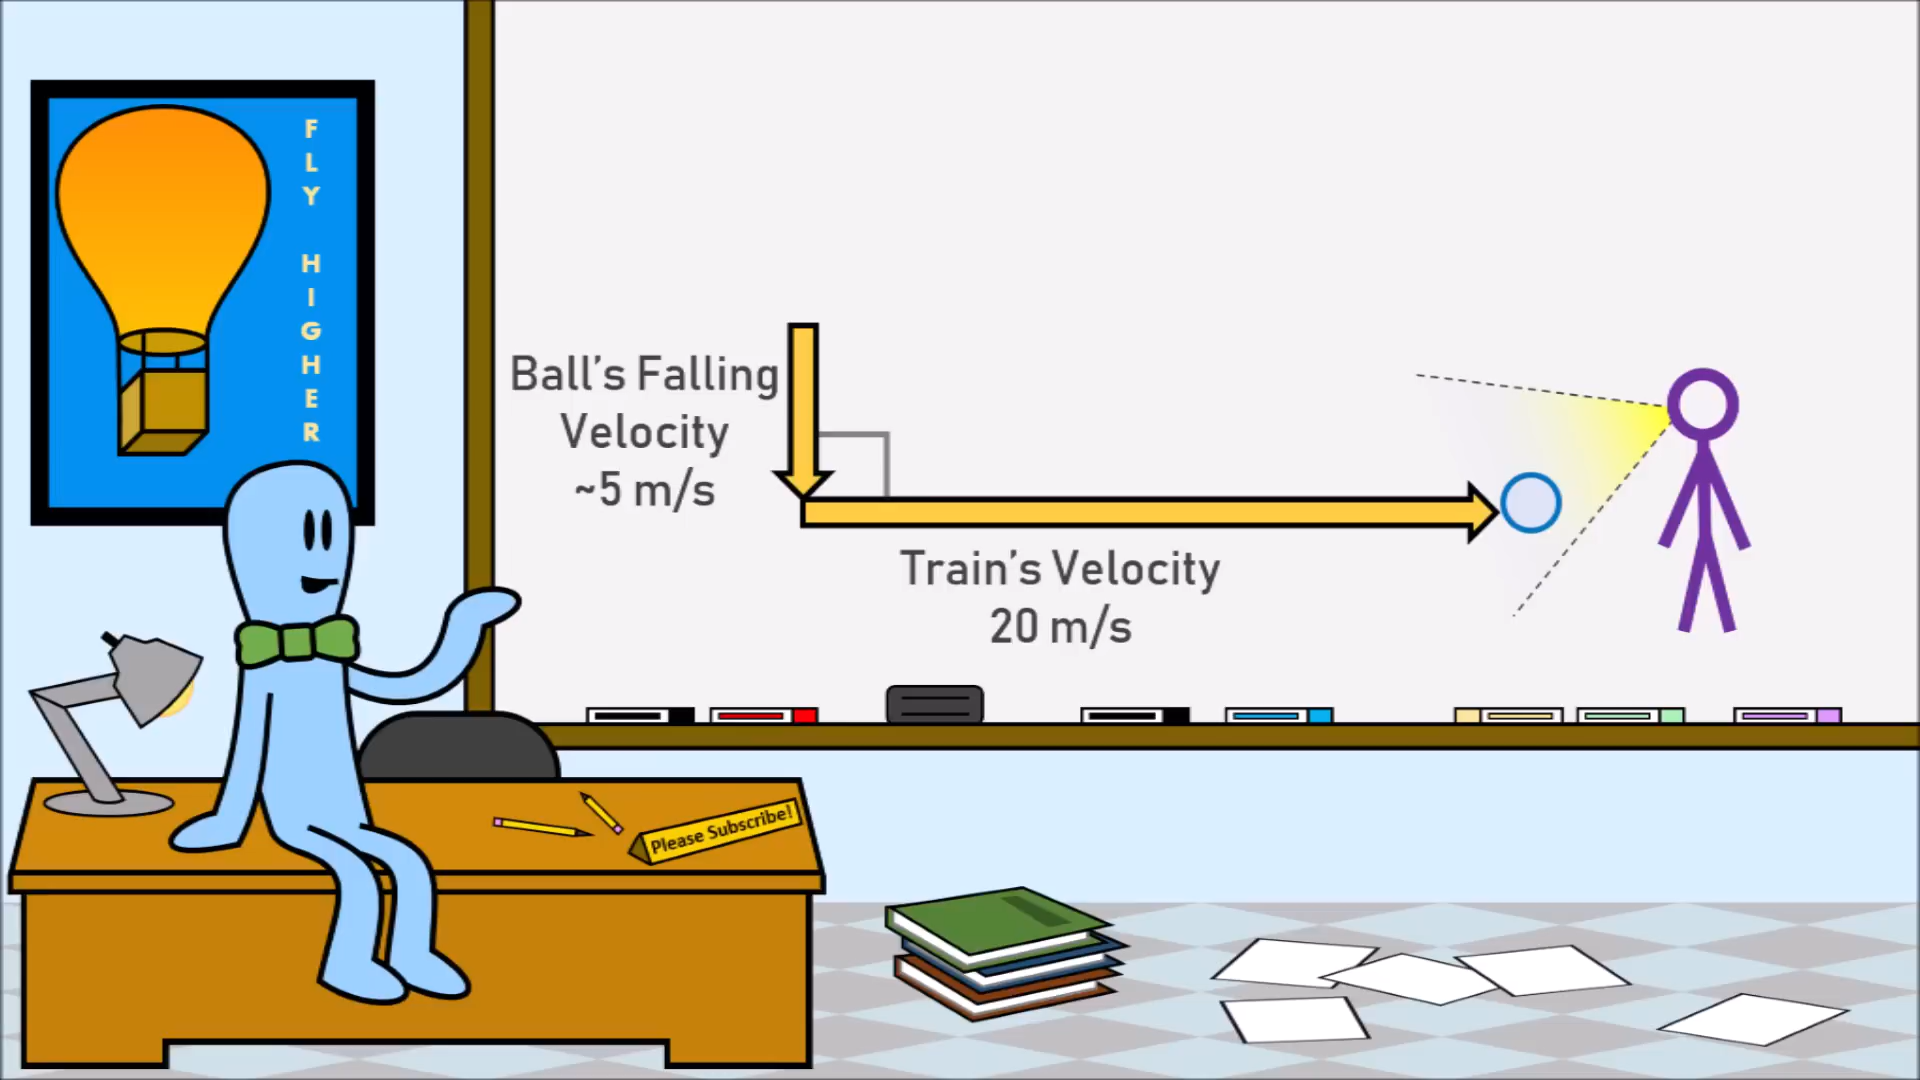 FLY HIGHER
Ball's Falling
Velocity
~5 m/s
Train's Velocity
20 m/s
Please Subscribe!